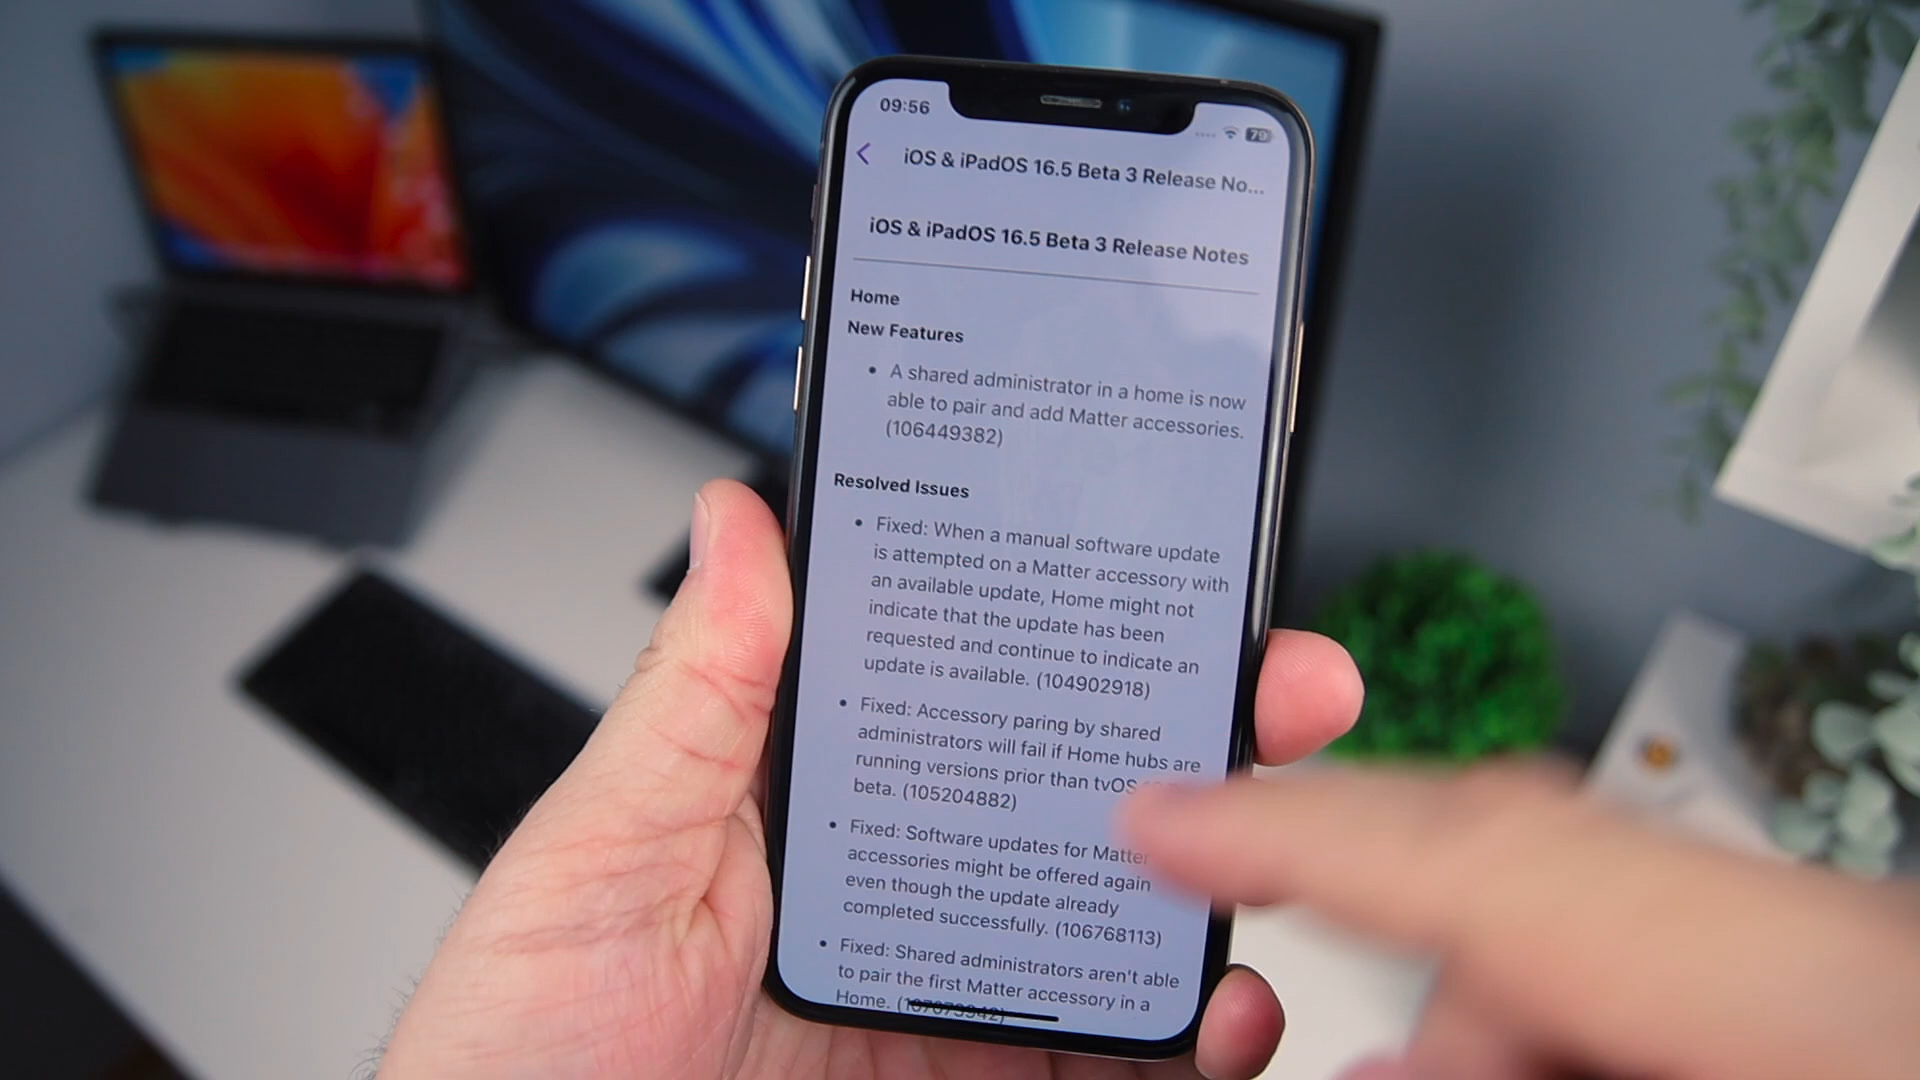 09:56
79
iOS & iPadOS 16.5 Beta 3 Release No...
iOS & iPadOS 16.5 Beta 3 Release Notes
Home
New Features
• A shared administrator in a home is now
able to pair and add Matter accessories.
(106449382)
Resolved Issues
• Fixed: When a manual software update
is attempted on a Matter accessory with
an available update, Home might not
indicate that the update has been
requested and continue to indicate an
update is available. (104902918)
• Fixed: Accessory paring by shared
administrators will fail if Home hubs are
running versions prior than tvOS
beta. (105204882)
• Fixed: Software updates for Matter
accessories might be offered again
even though the update already
completed successfully. (106768113)
• Fixed: Shared administrators aren't able
to pair the first Matter accessory in a
Home.